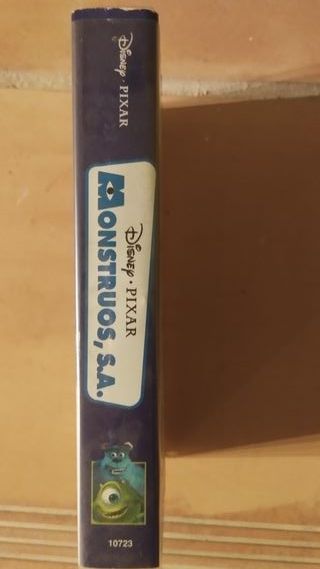 Disney · PIXAR
Disney · PIXAR
MONSTRUOS, S.A.
10723